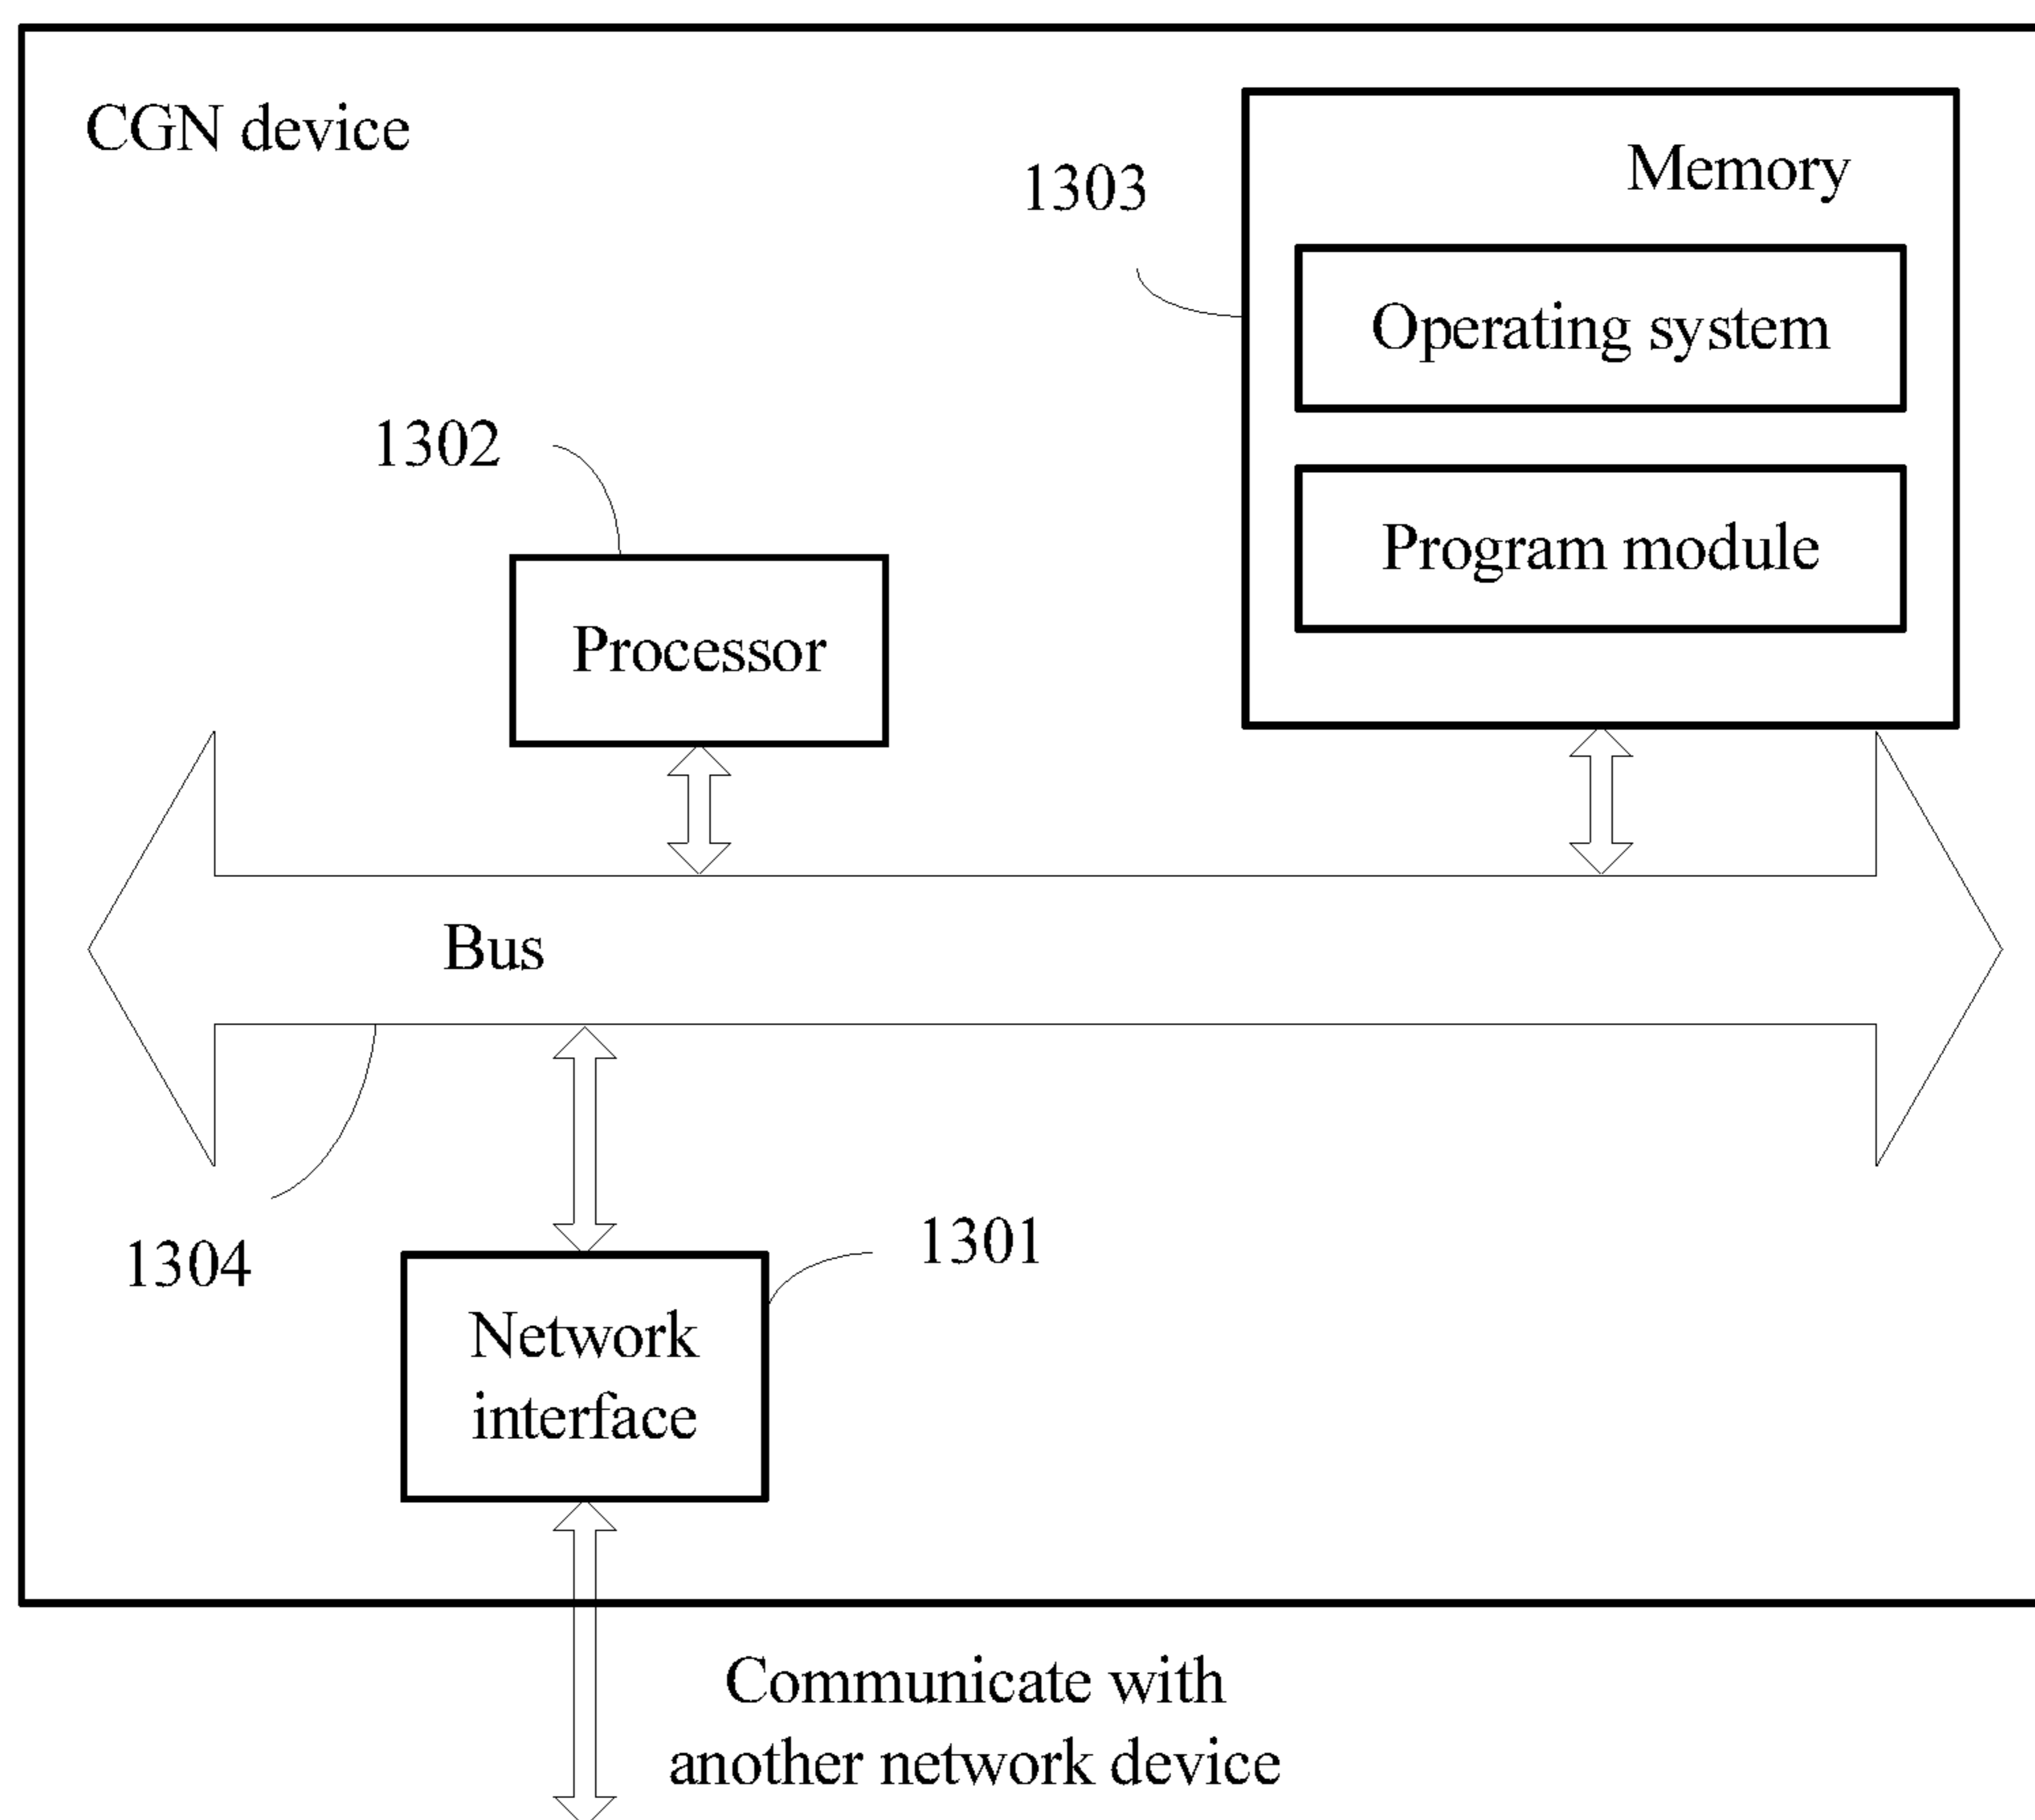 CGN device
Memory
1303
Operating system
1302
Program module
Processor
Bus
1304
1301
Network
interface
Communicate with
another network device